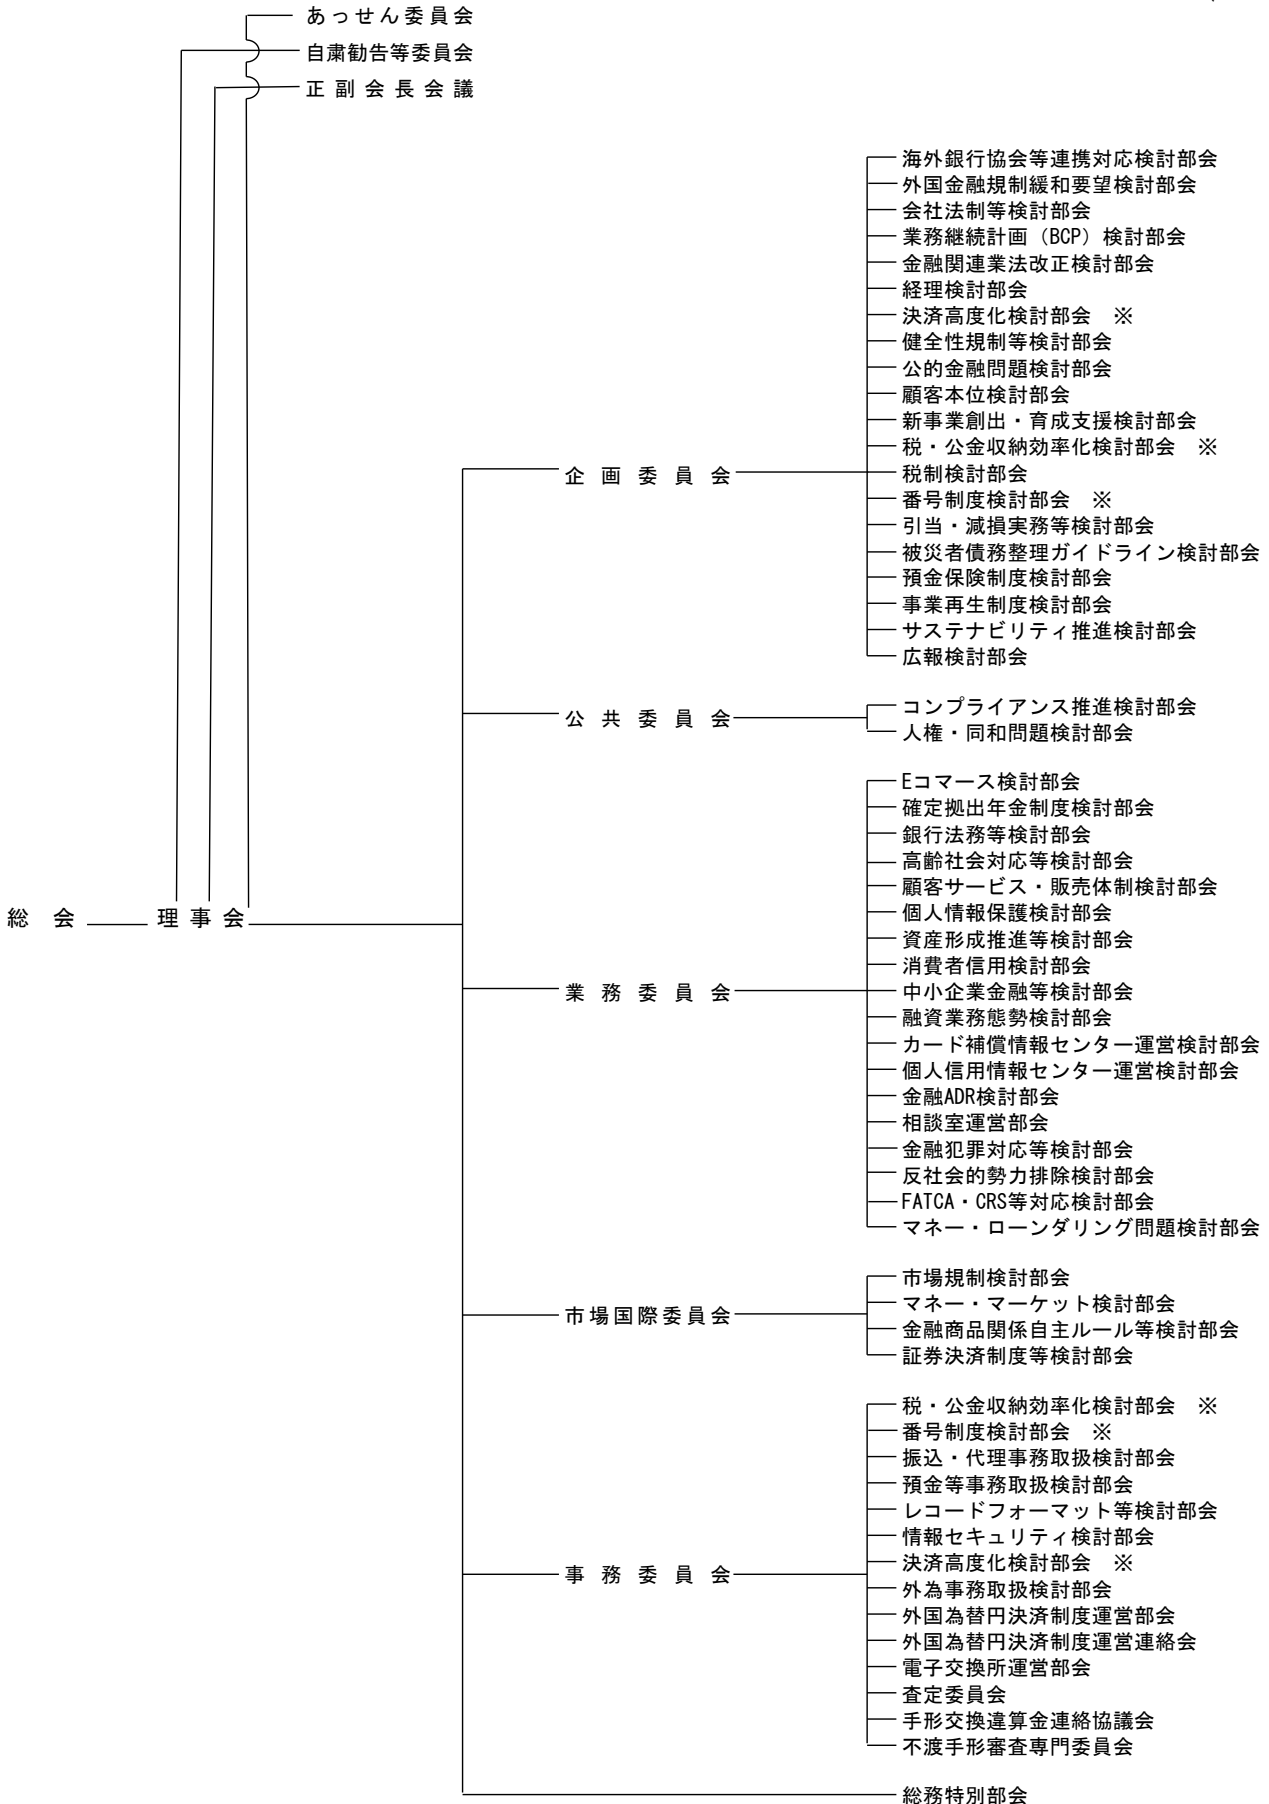 あっせん委員会
自粛勧告等委員会
正副会長会議
総会
理事会
企画委員会
海外銀行協会等連携対応検討部会
外国金融規制緩和要望検討部会
会社法制等検討部会
業務継続計画（BCP）検討部会
金融関連業法改正検討部会
経理検討部会
決済高度化検討部会　※
健全性規制等検討部会
公的金融問題検討部会
顧客本位検討部会
新事業創出・育成支援検討部会
税・公金収納効率化検討部会　※
税制検討部会
番号制度検討部会　※
引当・減損実務等検討部会
被災者債務整理ガイドライン検討部会
預金保険制度検討部会
事業再生制度検討部会
サステナビリティ推進検討部会
広報検討部会
公共委員会
コンプライアンス推進検討部会
人権・同和問題検討部会
業務委員会
Eコマース検討部会
確定拠出年金制度検討部会
銀行法務等検討部会
高齢社会対応等検討部会
顧客サービス・販売体制検討部会
個人情報保護検討部会
資産形成推進等検討部会
消費者信用検討部会
中小企業金融等検討部会
融資業務態勢検討部会
カード補償情報センター運営検討部会
個人信用情報センター運営検討部会
金融ADR検討部会
相談室運営部会
金融犯罪対応等検討部会
反社会的勢力排除検討部会
FATCA・CRS等対応検討部会
マネー・ローンダリング問題検討部会
市場国際委員会
市場規制検討部会
マネー・マーケット検討部会
金融商品関係自主ルール等検討部会
証券決済制度等検討部会
事務委員会
税・公金収納効率化検討部会　※
番号制度検討部会　※
振込・代理事務取扱検討部会
預金等事務取扱検討部会
レコードフォーマット等検討部会
情報セキュリティ検討部会
決済高度化検討部会　※
外為事務取扱検討部会
外国為替円決済制度運営部会
外国為替円決済制度運営連絡会
電子交換所運営部会
査定委員会
手形交換違算金連絡協議会
不渡手形審査専門委員会
総務特別部会